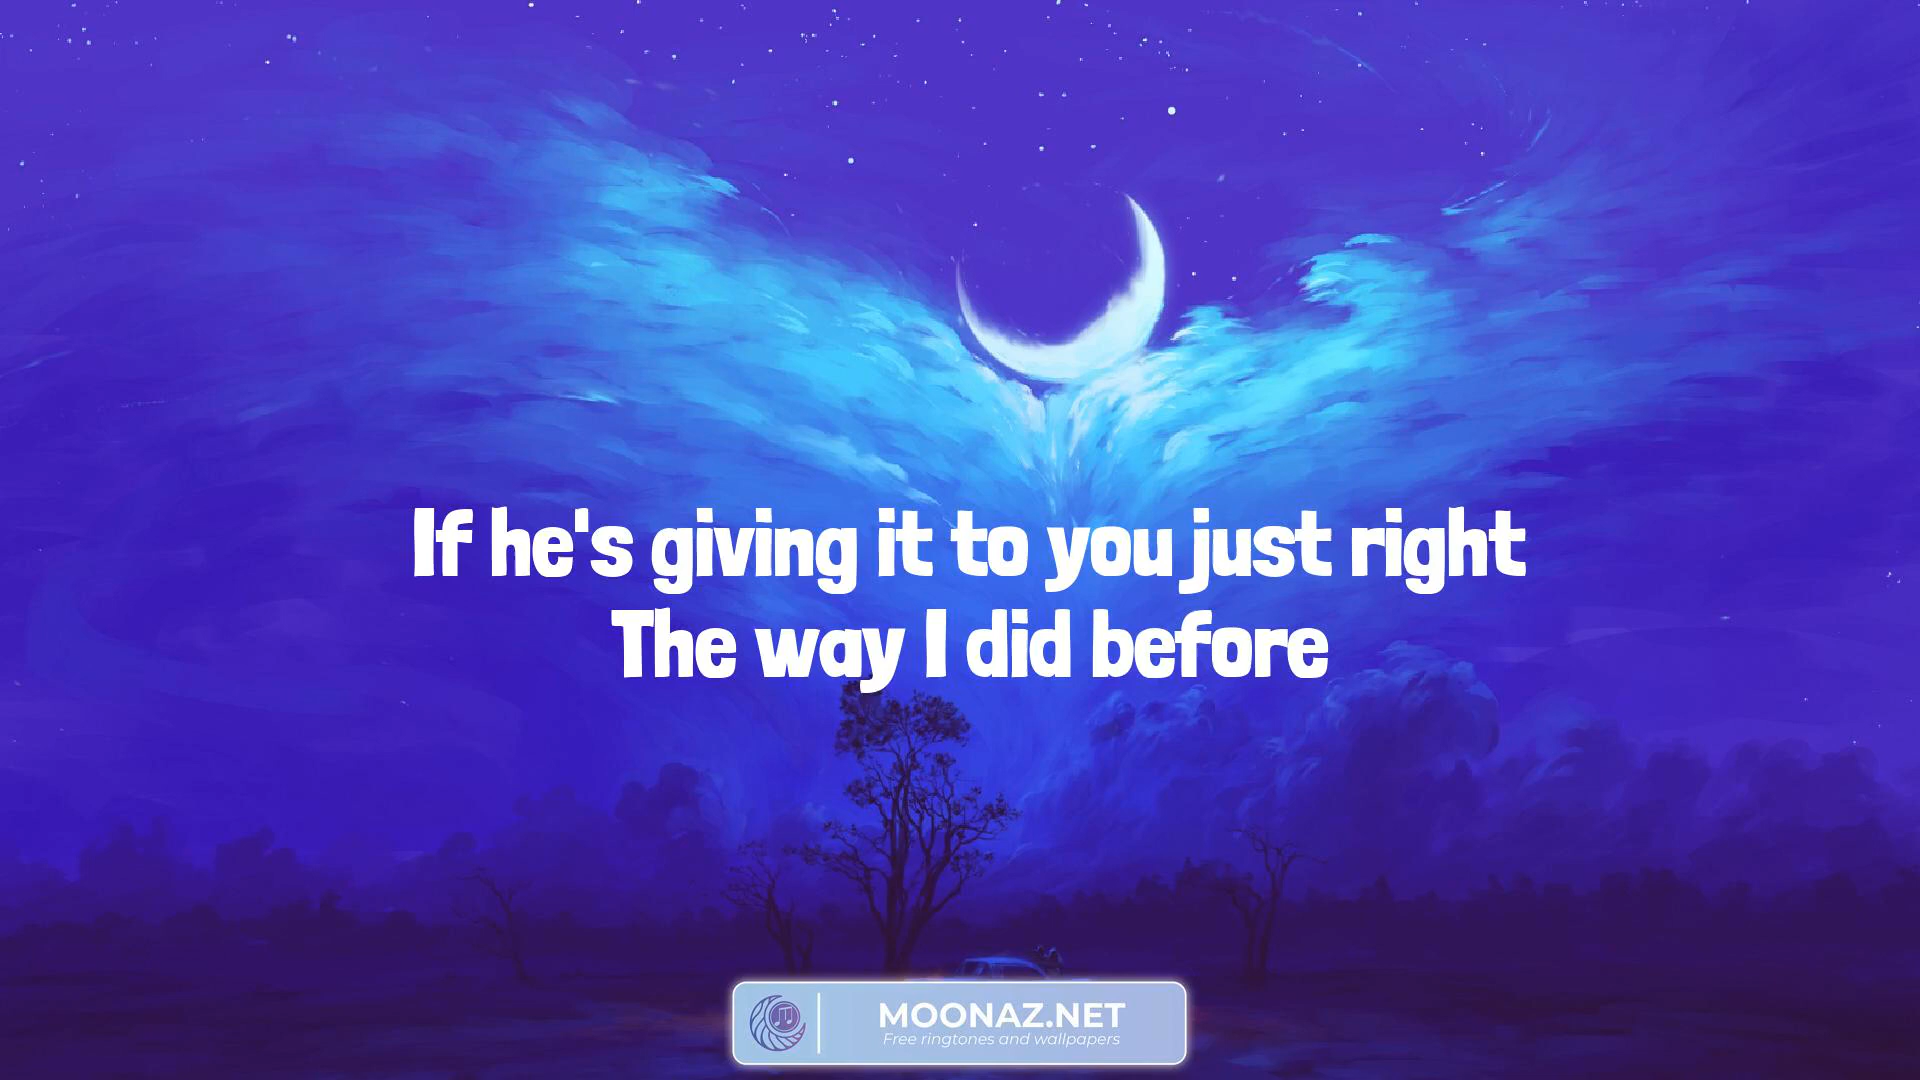 If he's giving it to you just right
The way I did before
MOONAZ.NET
Free ringtones and wallpapers